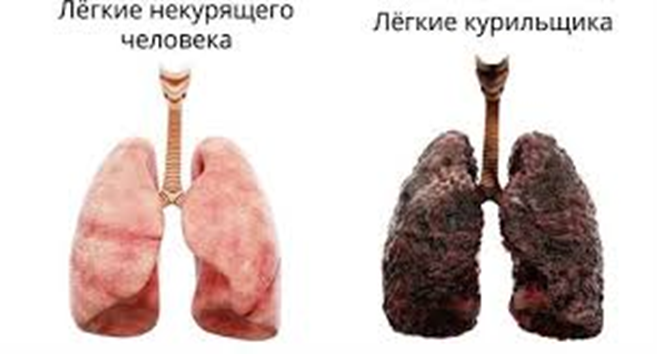 Лёгкие некурящего
человека
Лёгкие курильщика